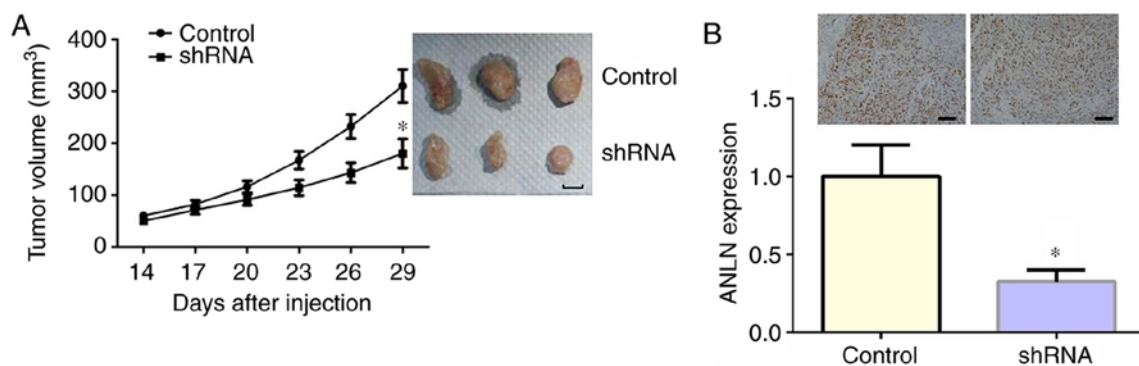 A
Tumor volume (mm³)
400
300
200
100
0
Control
shRNA
*
14 17 20 23 26 29
Days after injection
Control
shRNA
B
ANLN expression
1.5
1.0
0.5
0.0
*
Control shRNA